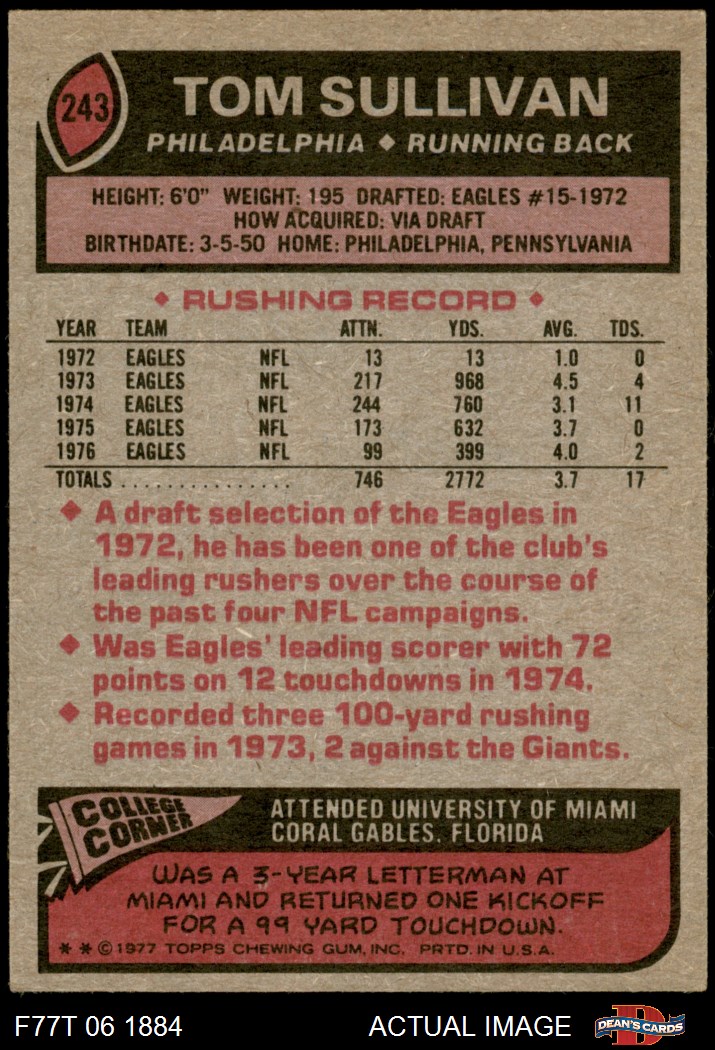 243
TOM SULLIVAN
PHILADELPHIA ♦ RUNNING BACK
HEIGHT: 6'0" WEIGHT: 195 DRAFTED: EAGLES #15-1972
HOW ACQUIRED: VIA DRAFT
BIRTHDATE: 3-5-50 HOME: PHILADELPHIA, PENNSYLVANIA
♦ RUSHING RECORD ♦
YEAR TEAM ATTN. YDS. AVG. TDS.
1972 EAGLES NFL 13 13 1.0 0
1973 EAGLES NFL 217 968 4.5 4
1974 EAGLES NFL 244 760 3.1 11
1975 EAGLES NFL 173 632 3.7 0
1976 EAGLES NFL 99 399 4.0 2
TOTALS . . . . . . . . . . . . . . . 746 2772 3.7 17
♦ A draft selection of the Eagles in
1972, he has been one of the club's
leading rushers over the course of
the past four NFL campaigns.
♦ Was Eagles' leading scorer with 72
points on 12 touchdowns in 1974.
♦ Recorded three 100-yard rushing
games in 1973, 2 against the Giants.
COLLEGE
CORNER
ATTENDED UNIVERSITY OF MIAMI
CORAL GABLES, FLORIDA
WAS A 3-YEAR LETTERMAN AT
MIAMI AND RETURNED ONE KICKOFF
FOR A 99 YARD TOUCHDOWN.
* * © 1977 TOPPS CHEWING GUM, INC. PRTD. IN U.S.A.
F77T 06 1884 ACTUAL IMAGE
D
DEAN'S CARDS